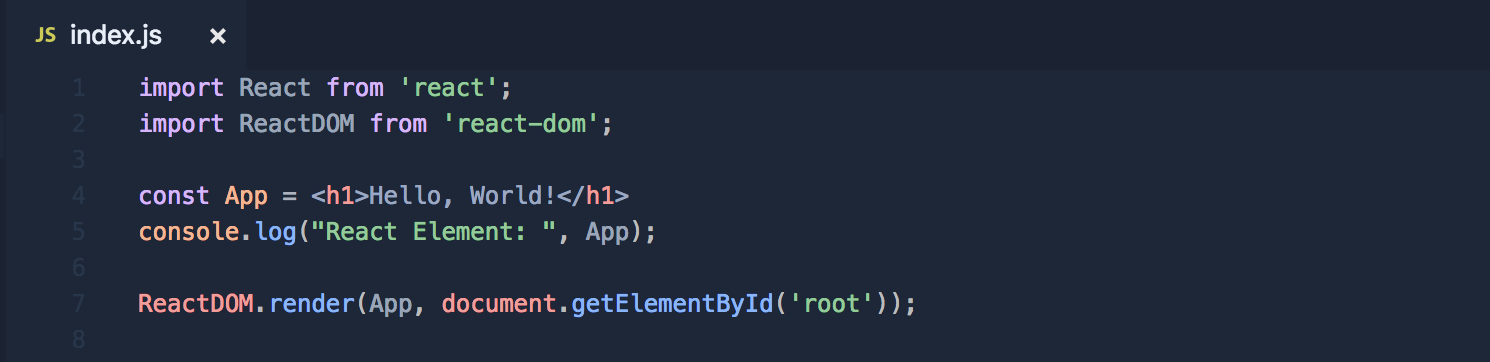 JS index.js ×
1 import React from 'react';
2 import ReactDOM from 'react-dom';
3
4 const App = <h1>Hello, World!</h1>
5 console.log("React Element: ", App);
6
7 ReactDOM.render(App, document.getElementById('root'));
8